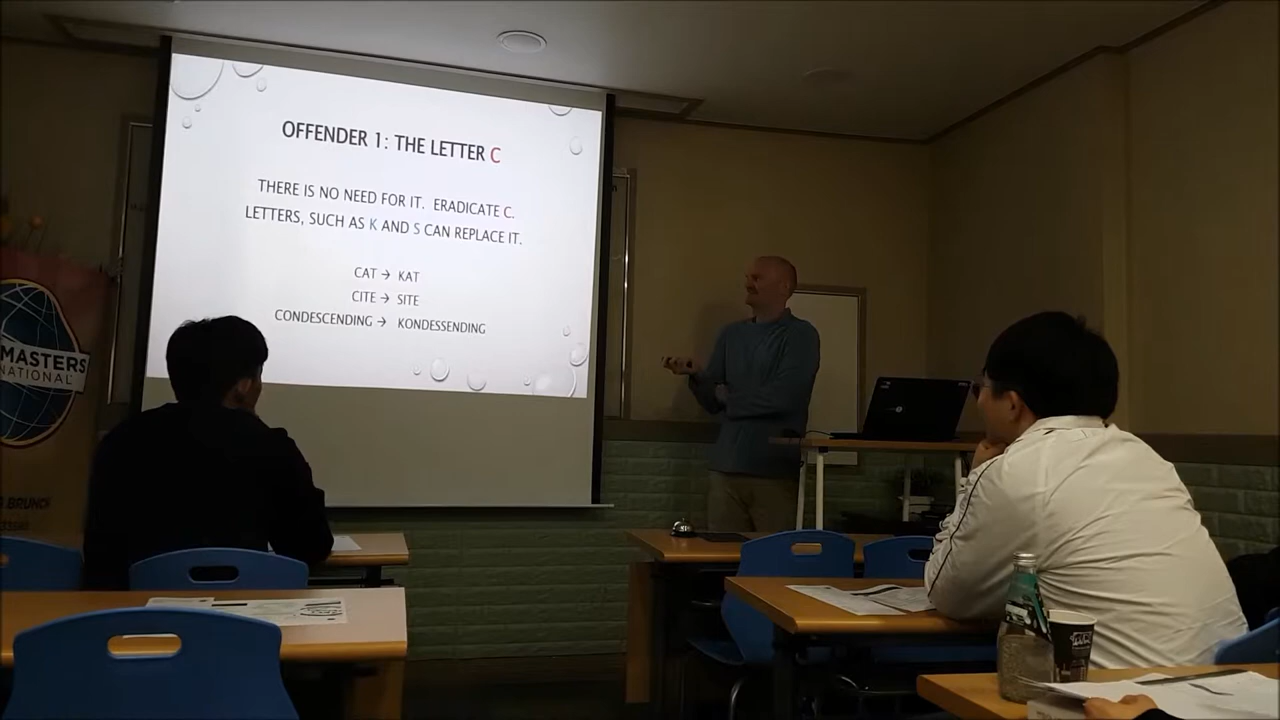 OFFENDER 1: THE LETTER C
THERE IS NO NEED FOR IT. ERADICATE C.
LETTERS, SUCH AS K AND S CAN REPLACE IT.
CAT → KAT
CITE → SITE
CONDESCENDING → KONDESSENDING
MASTERS
NATIONAL
BRUNCH